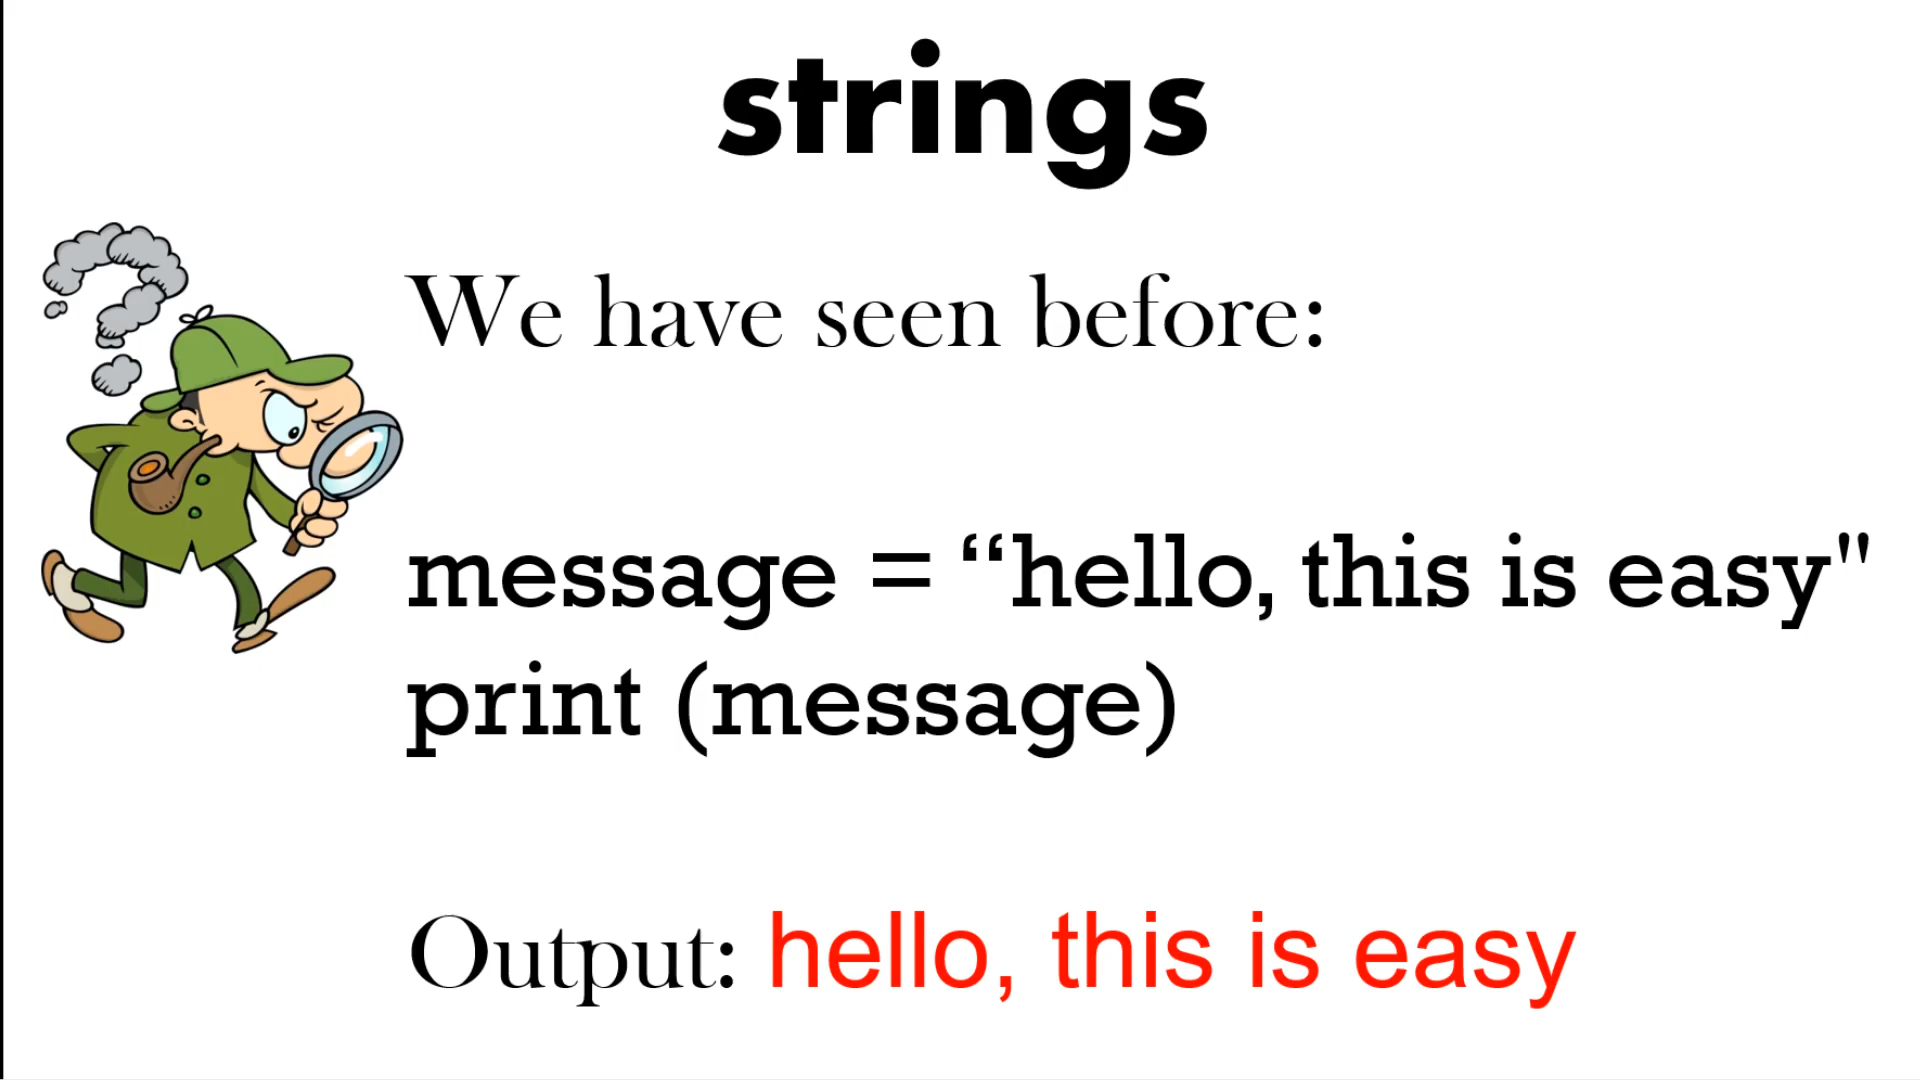 strings
We have seen before:
message = “hello, this is easy"
print (message)
Output: hello, this is easy